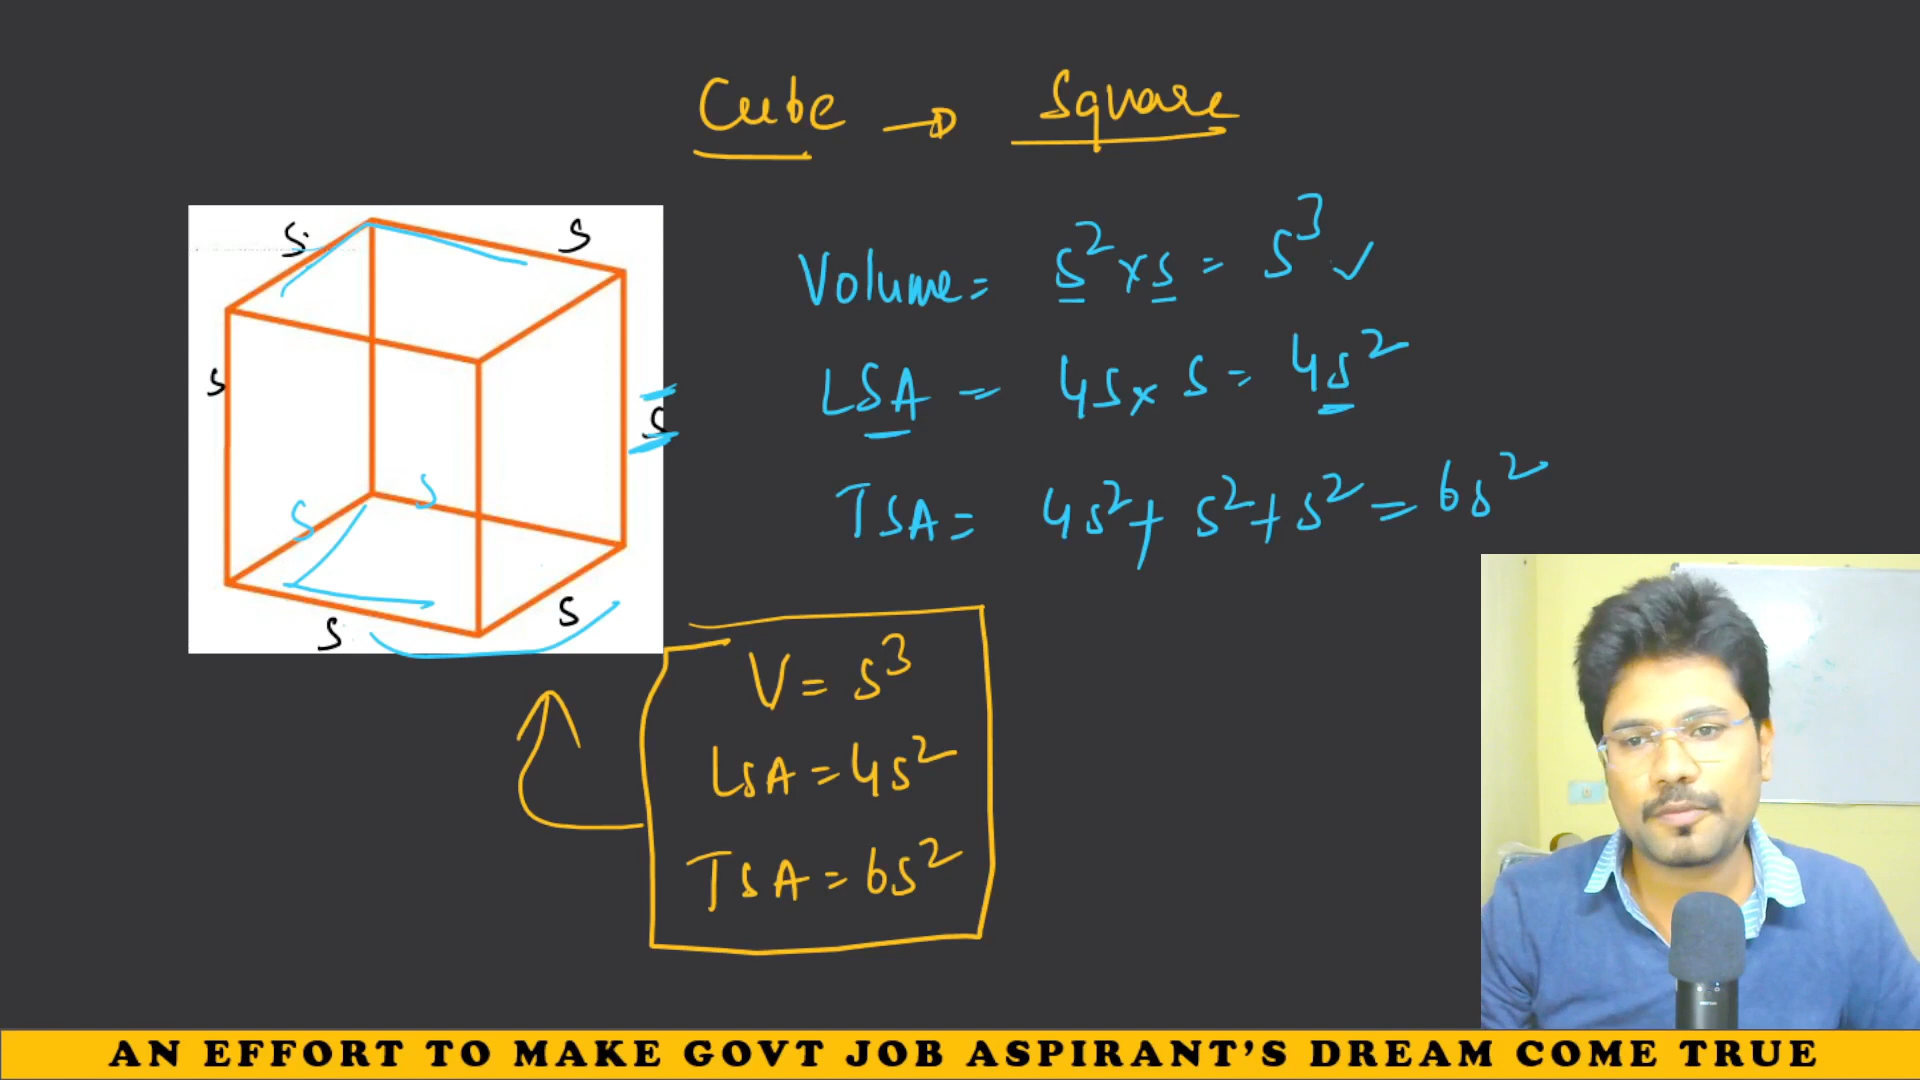 Cube → Square
S
S
Volume = s² × s = s³ ✓
S
LSA = 4s × s = 4s²
S
S
S
TSA = 4s² + s² + s² = 6s²
S
S
V = s³
LSA = 4s²
TSA = 6s²
AN EFFORT TO MAKE GOVT JOB ASPIRANT'S DREAM COME TRUE